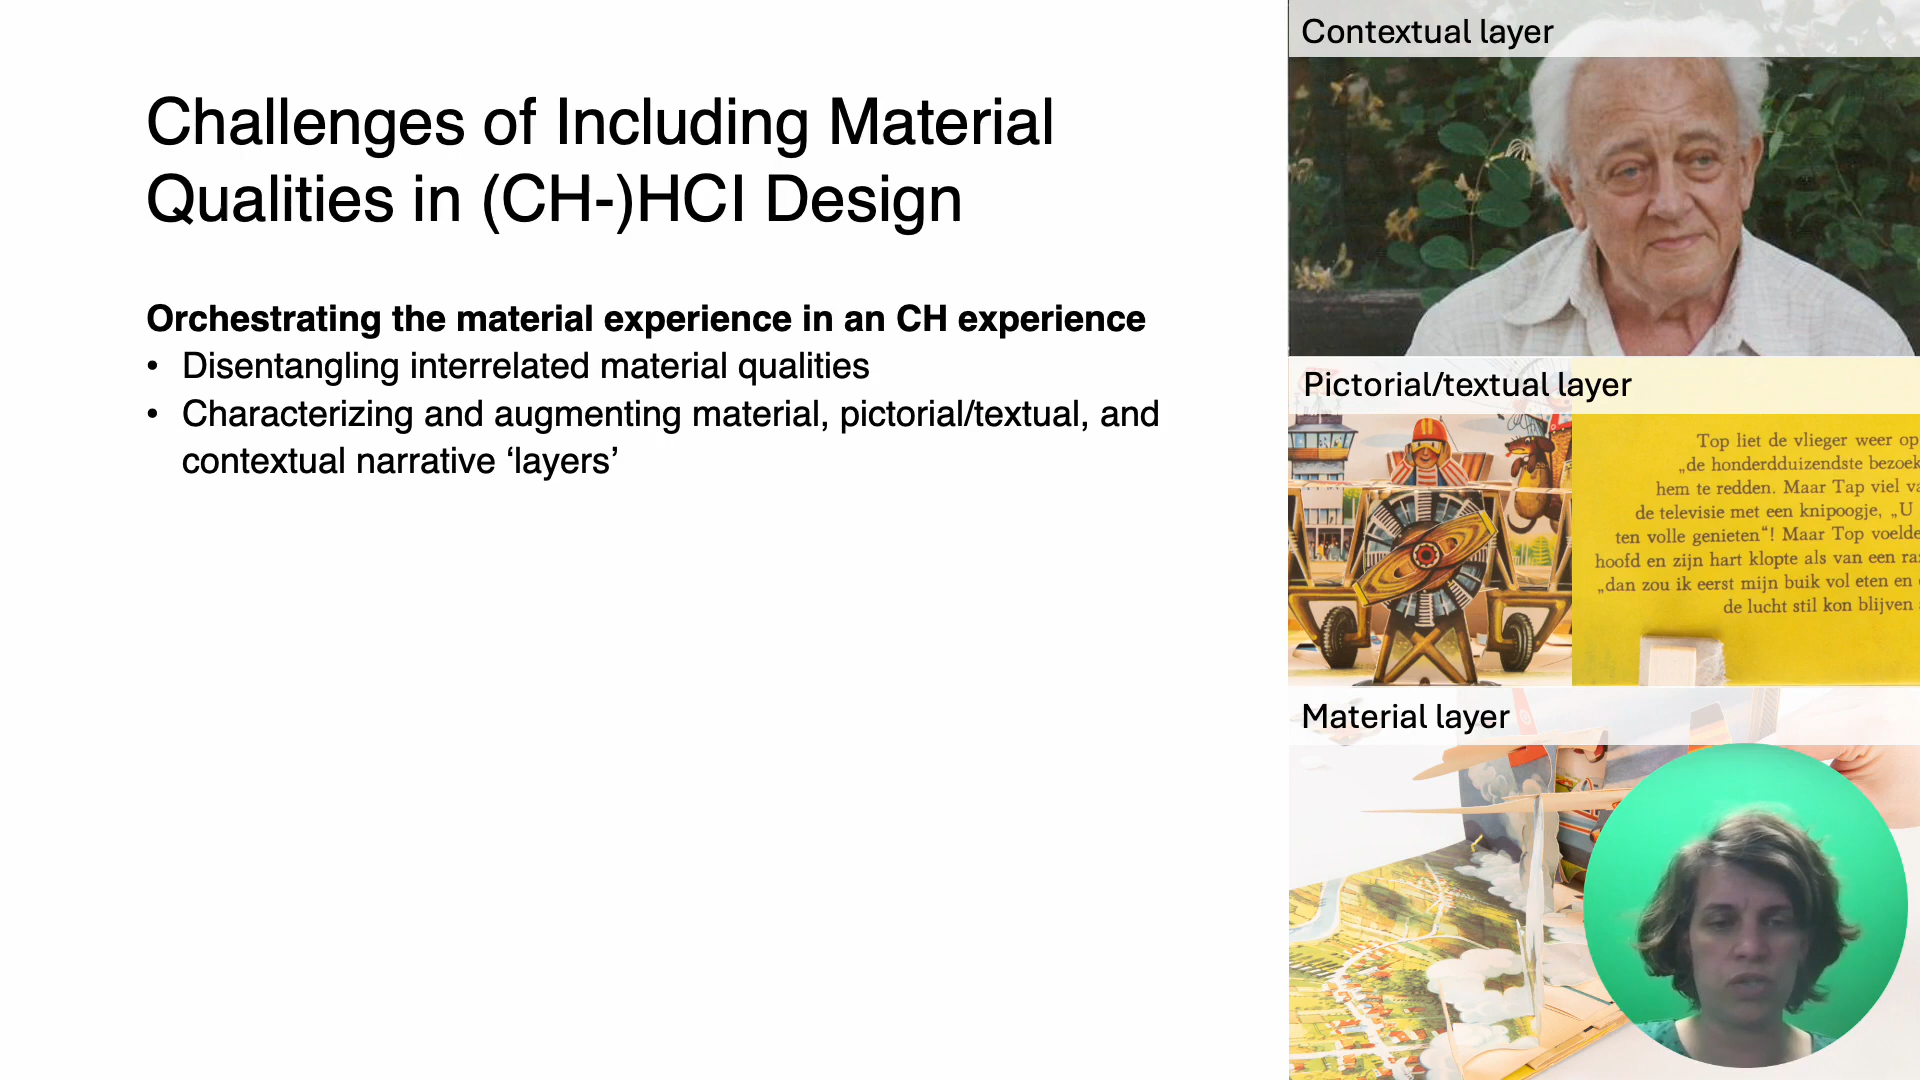 Challenges of Including Material
Qualities in (CH-)HCI Design
Orchestrating the material experience in an CH experience
• Disentangling interrelated material qualities
• Characterizing and augmenting material, pictorial/textual, and
contextual narrative ‘layers’
Contextual layer
Pictorial/textual layer
Top liet de vlieger weer op
„de honderdduizendste bezoek
hem te redden. Maar Tap viel va
de televisie met een knipoogje, „U
ten volle genieten“! Maar Top voelde
hoofd en zijn hart klopte als van een ra
„dan zou ik eerst mijn buik vol eten en
de lucht stil kon blijven
Material layer